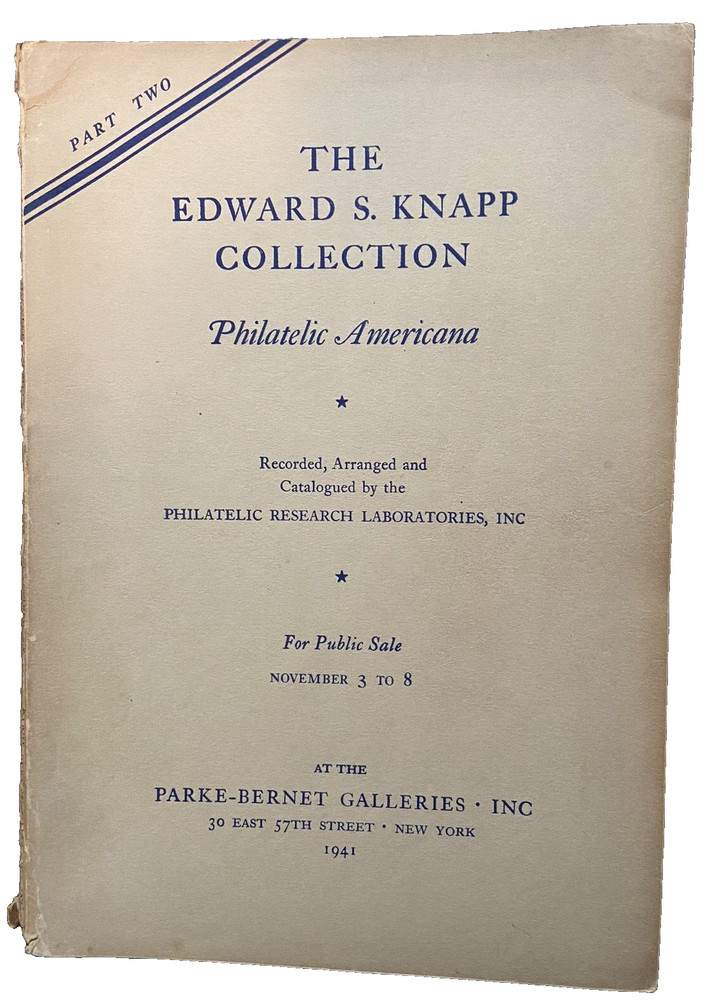 PART TWO
THE
EDWARD S. KNAPP
COLLECTION
Philatelic Americana
Recorded, Arranged and
Catalogued by the
PHILATELIC RESEARCH LABORATORIES, INC
For Public Sale
NOVEMBER 3 TO 8
AT THE
PARKE-BERNET GALLERIES · INC
30 EAST 57TH STREET · NEW YORK
1941